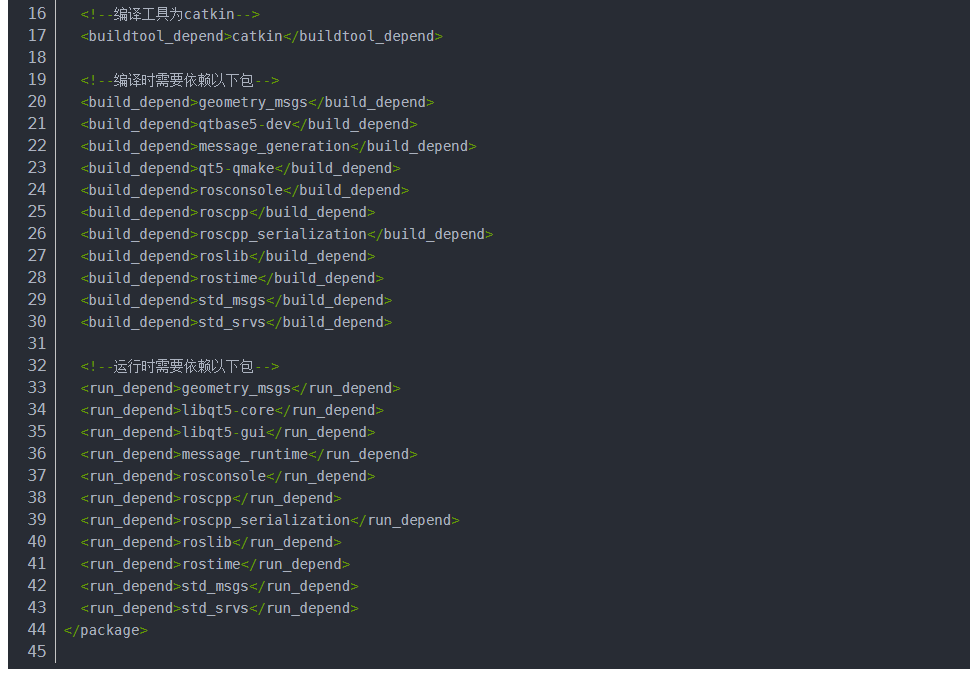 16 <!--编译工具为catkin-->
17 <buildtool_depend>catkin</buildtool_depend>
18
19 <!--编译时需要依赖以下包-->
20 <build_depend>geometry_msgs</build_depend>
21 <build_depend>qtbase5-dev</build_depend>
22 <build_depend>message_generation</build_depend>
23 <build_depend>qt5-qmake</build_depend>
24 <build_depend>rosconsole</build_depend>
25 <build_depend>roscpp</build_depend>
26 <build_depend>roscpp_serialization</build_depend>
27 <build_depend>roslib</build_depend>
28 <build_depend>rostime</build_depend>
29 <build_depend>std_msgs</build_depend>
30 <build_depend>std_srvs</build_depend>
31
32 <!--运行时需要依赖以下包-->
33 <run_depend>geometry_msgs</run_depend>
34 <run_depend>libqt5-core</run_depend>
35 <run_depend>libqt5-gui</run_depend>
36 <run_depend>message_runtime</run_depend>
37 <run_depend>rosconsole</run_depend>
38 <run_depend>roscpp</run_depend>
39 <run_depend>roscpp_serialization</run_depend>
40 <run_depend>roslib</run_depend>
41 <run_depend>rostime</run_depend>
42 <run_depend>std_msgs</run_depend>
43 <run_depend>std_srvs</run_depend>
44 </package>
45